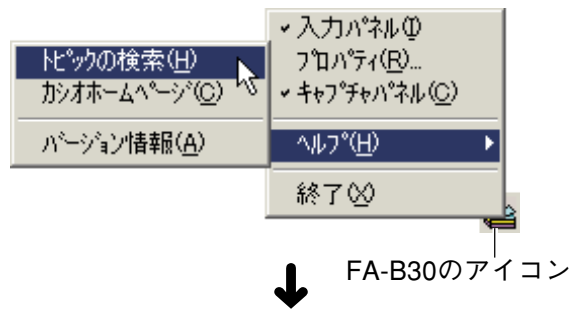 入力パネル(I)
プロパティ(R)...
キャプチャパネル(C)
ヘルプ(H)
終了(X)
トピックの検索(H)
カシオホームページ(C)
バージョン情報(A)
FA-B30のアイコン